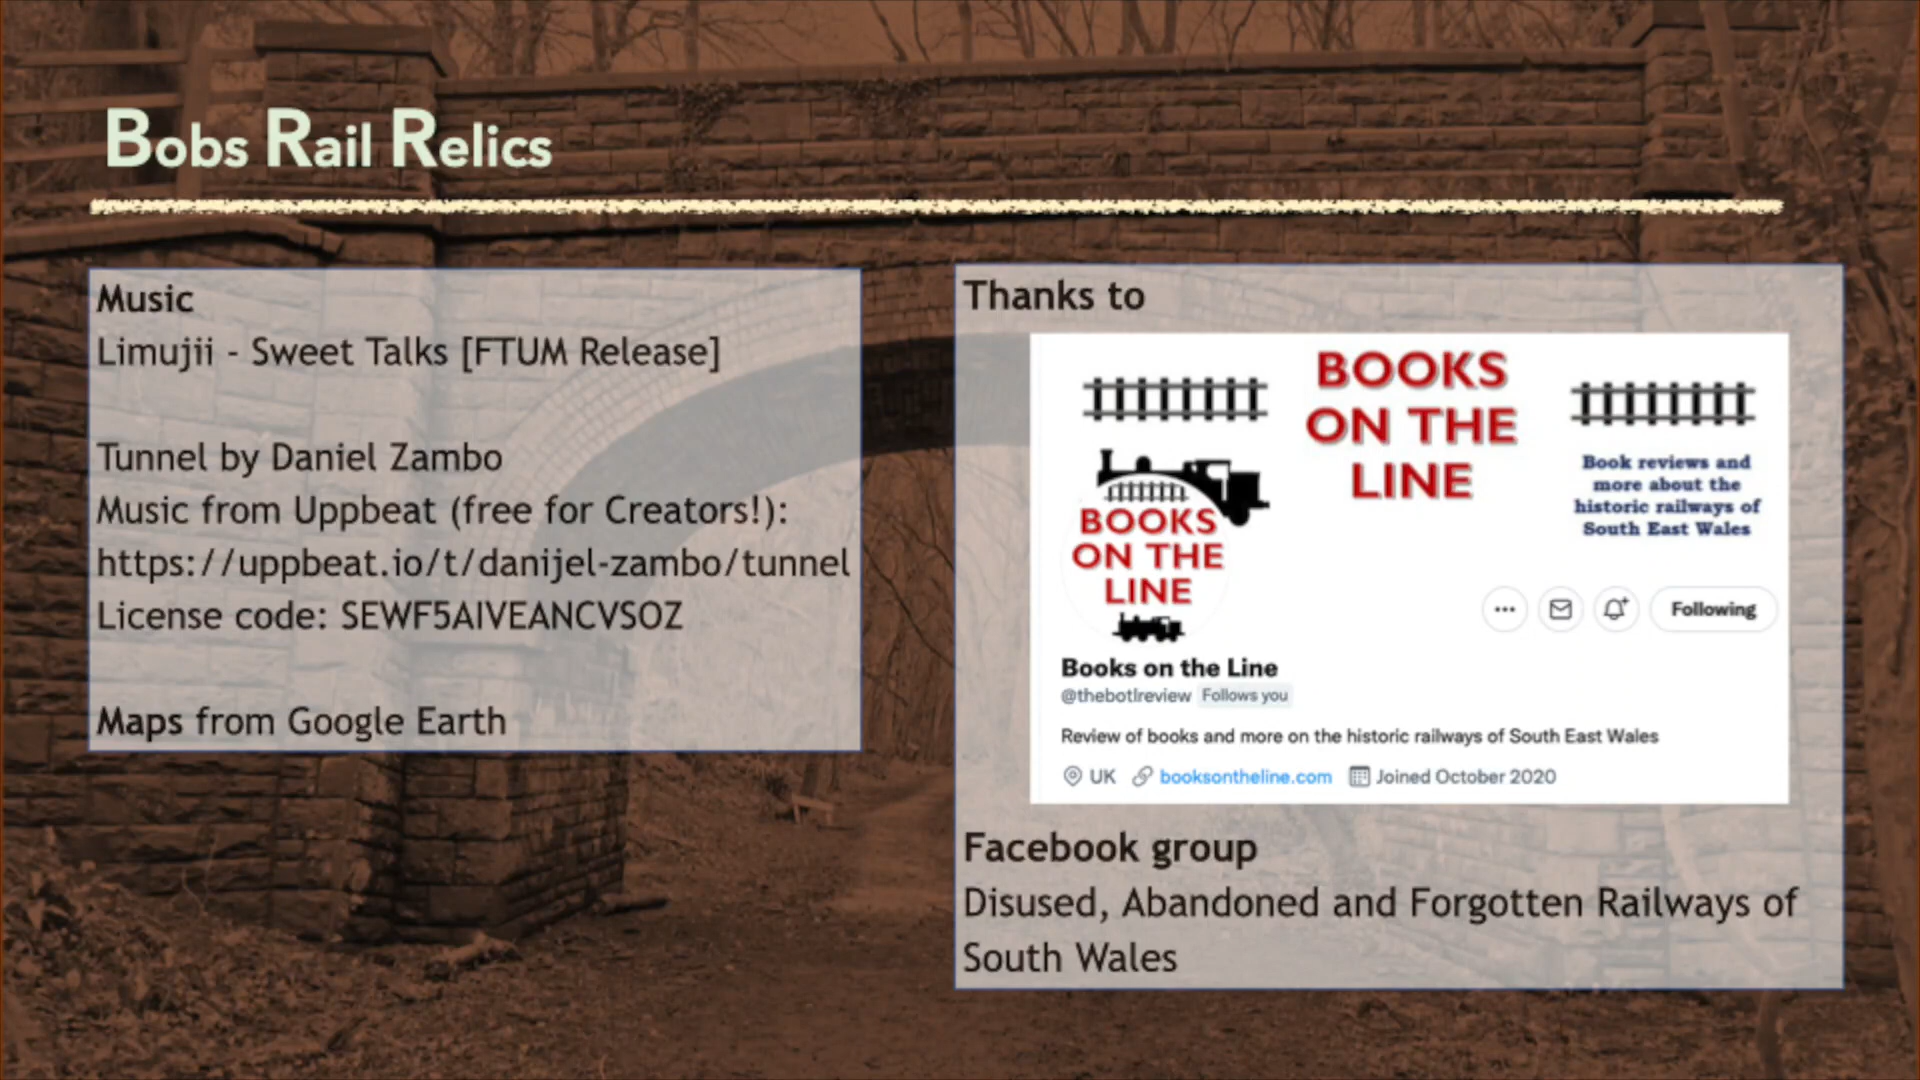 Bobs Rail Relics
Music
Limujii - Sweet Talks [FTUM Release]
Tunnel by Daniel Zambo
Music from Uppbeat (free for Creators!):
https://uppbeat.io/t/danijel-zambo/tunnel
License code: SEWF5AIVEANCVSOZ
Maps from Google Earth
Thanks to
BOOKS
ON THE
LINE
Book reviews and
more about the
historic railways of
South East Wales
BOOKS
ON THE
LINE
Following
Books on the Line
@thebotlreview Follows you
Review of books and more on the historic railways of South East Wales
UK booksontheline.com Joined October 2020
Facebook group
Disused, Abandoned and Forgotten Railways of
South Wales